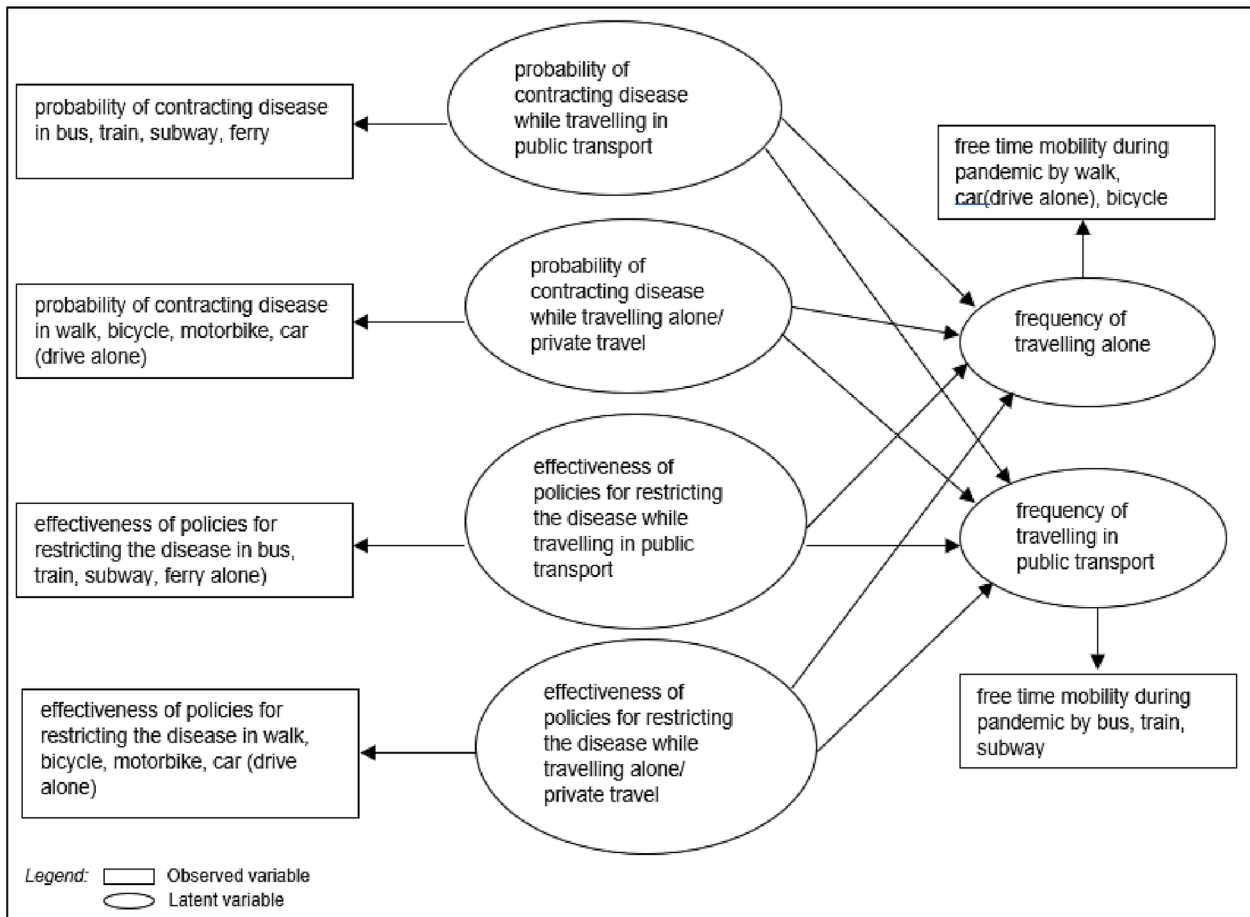 probability of
contracting disease
while travelling in
public transport
probability of contracting disease
in bus, train, subway, ferry
free time mobility during
pandemic by walk,
car(drive alone), bicycle
probability of
contracting disease
while travelling alone/
private travel
probability of contracting disease
in walk, bicycle, motorbike, car
(drive alone)
frequency of
travelling alone
effectiveness of
policies for restricting
the disease while
travelling in public
transport
effectiveness of policies for
restricting the disease in bus,
train, subway, ferry alone)
frequency of
travelling in
public transport
effectiveness of
policies for restricting
the disease while
travelling alone/
private travel
effectiveness of policies for
restricting the disease in walk,
bicycle, motorbike, car (drive
alone)
free time mobility during
pandemic by bus, train,
subway
Legend:
Observed variable
Latent variable